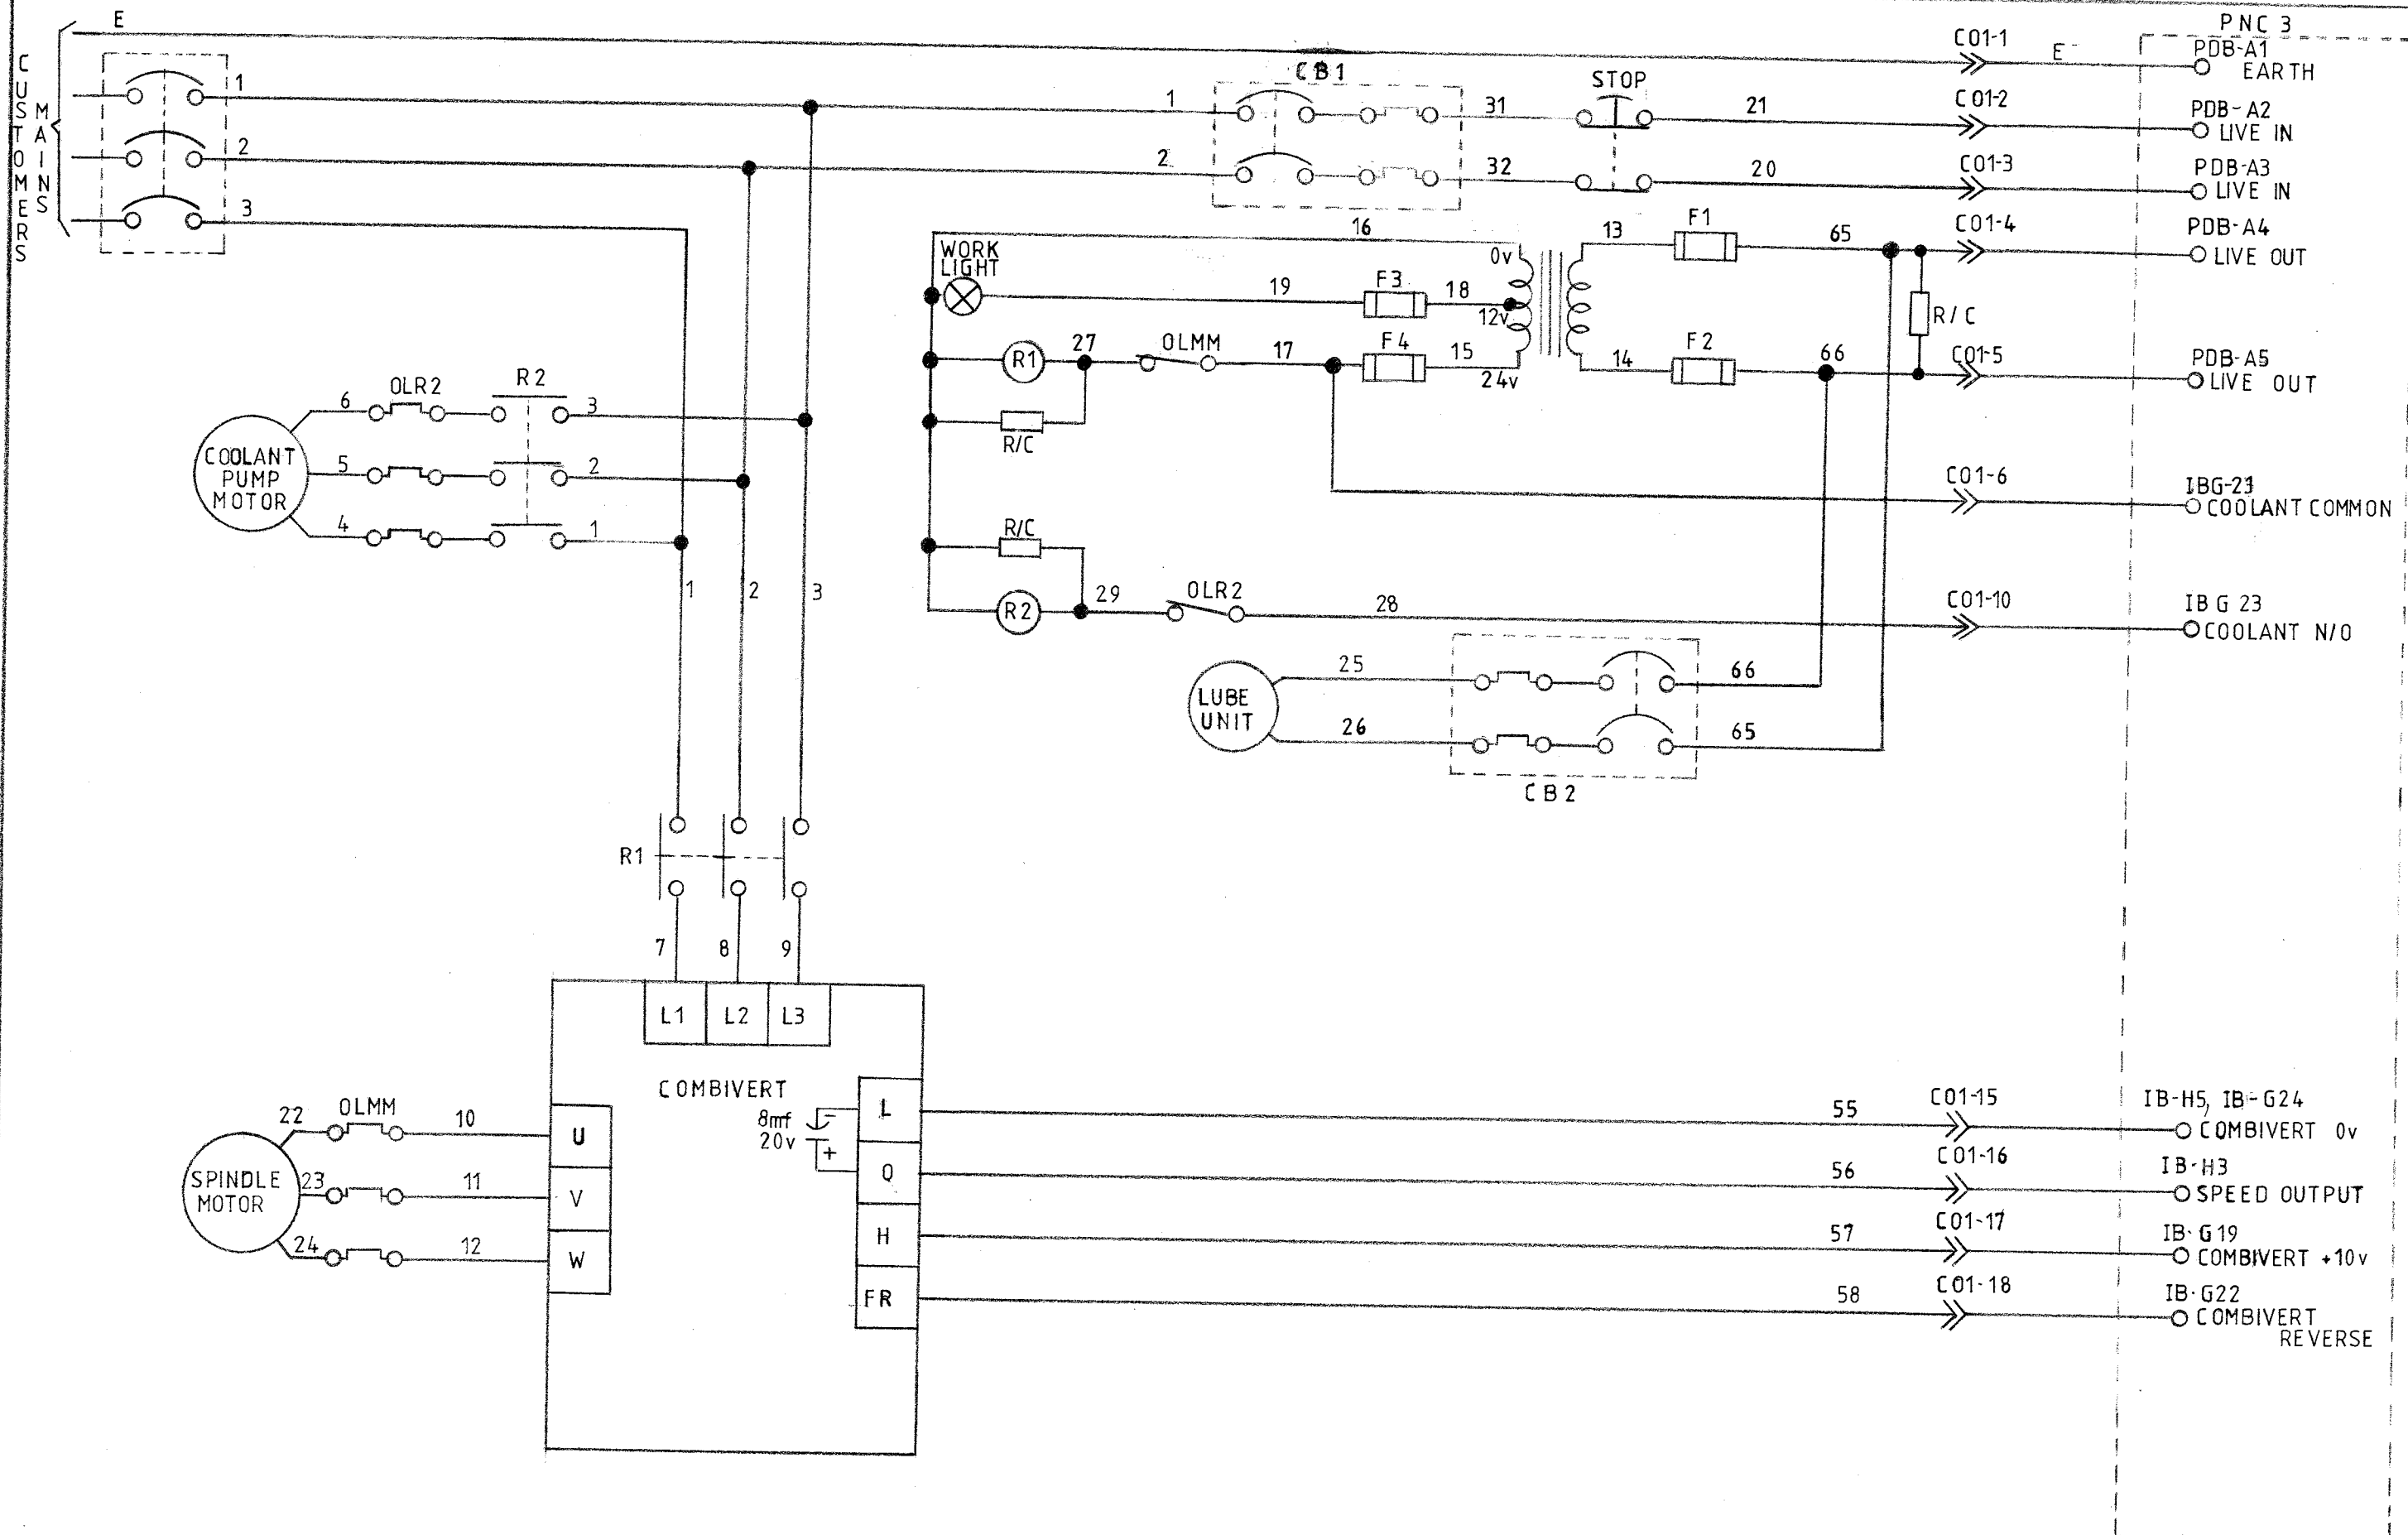 E
CUSTOMERS
MAINS
1
2
3
1
2
CB1
31
32
STOP
21
20
PNC 3
C01-1
E
PDB-A1
EARTH
C01-2
PDB-A2
LIVE IN
C01-3
PDB-A3
LIVE IN
16
WORK
LIGHT
0v
13
F1
65
C01-4
PDB-A4
LIVE OUT
19
F3
18
12v
R/C
R1
27
OLMM
17
F4
15
24v
14
F2
66
C01-5
PDB-A5
LIVE OUT
R/C
6
OLR2
R2
3
COOLANT
PUMP
MOTOR
5
2
4
1
C01-6
IBG-23
COOLANT COMMON
R/C
1
2
3
R2
29
OLR2
28
C01-10
IBG 23
COOLANT N/O
LUBE
UNIT
25
66
26
65
CB2
R1
7
8
9
L1
L2
L3
COMBIVERT
8mf
20v
-
+
L
Q
H
FR
U
V
W
SPINDLE
MOTOR
22
OLMM
10
23
11
24
12
55
C01-15
IB-H5, IB-G24
COMBIVERT 0v
56
C01-16
IB-H3
SPEED OUTPUT
57
C01-17
IB-G19
COMBIVERT +10v
58
C01-18
IB-G22
COMBIVERT
REVERSE